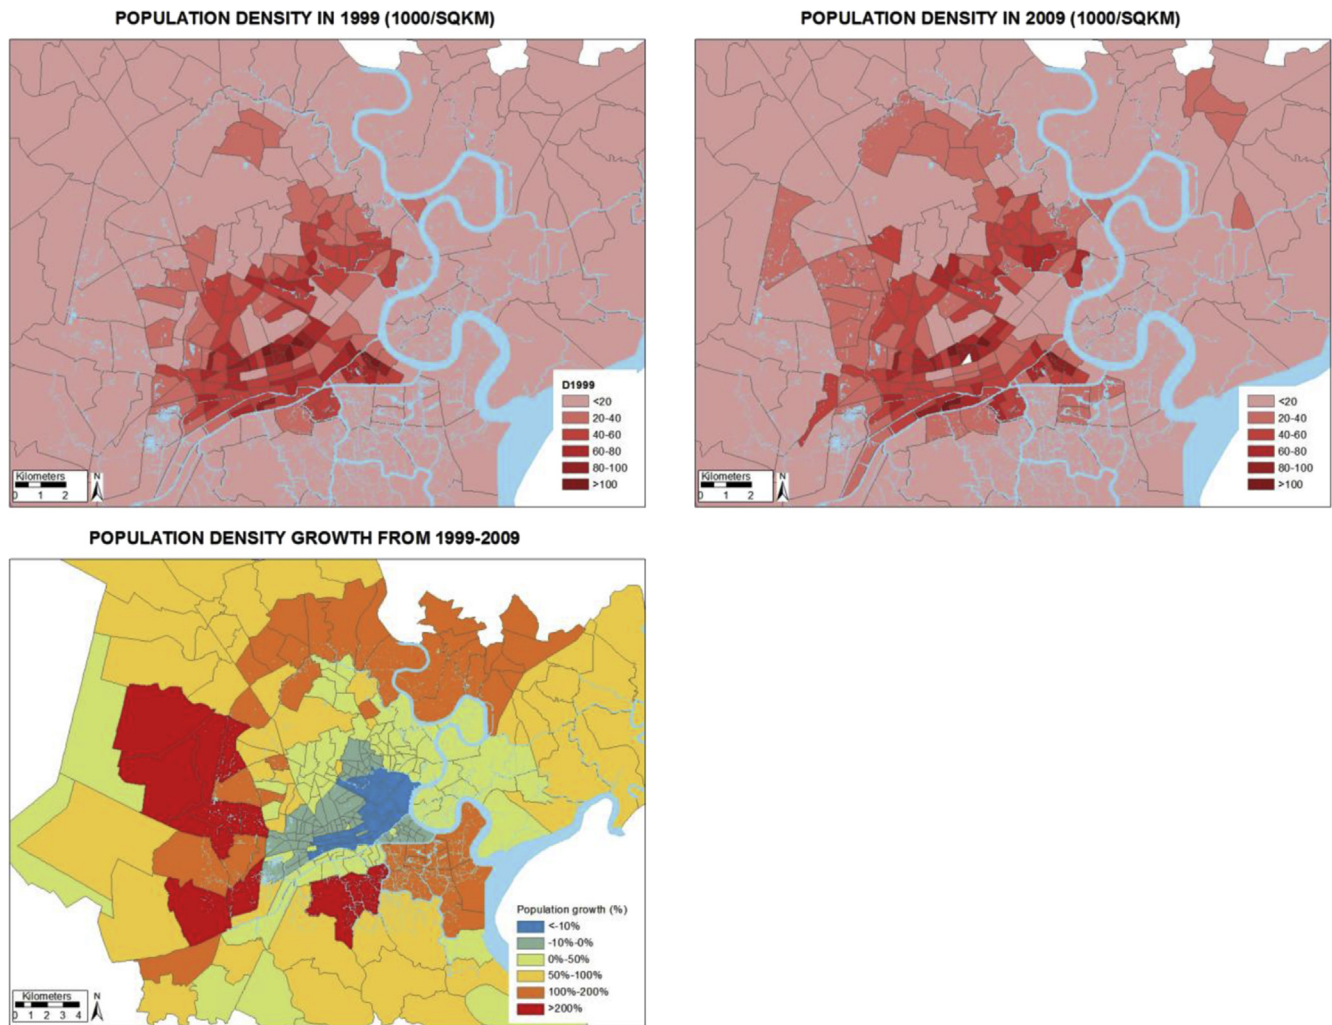 POPULATION DENSITY IN 1999 (1000/SQKM)
D1999
<20
20-40
40-60
60-80
80-100
>100
Kilometers
0 1 2
N
POPULATION DENSITY IN 2009 (1000/SQKM)
<20
20-40
40-60
60-80
80-100
>100
Kilometers
0 1 2
N
POPULATION DENSITY GROWTH FROM 1999-2009
Population growth (%)
<-10%
-10%-0%
0%-50%
50%-100%
100%-200%
>200%
Kilometers
0 1 2 3 4
N